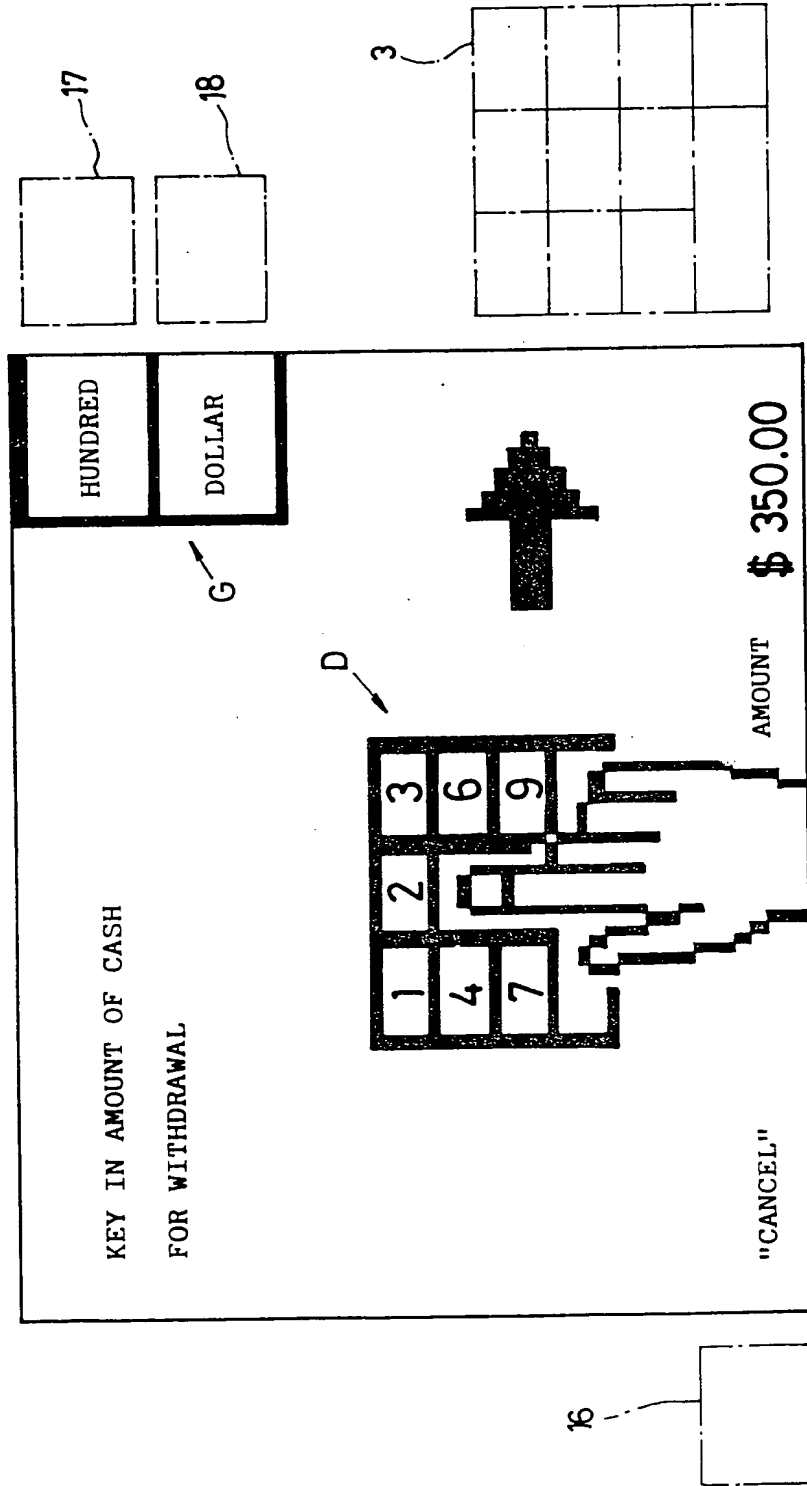 KEY IN AMOUNT OF CASH
FOR WITHDRAWAL
HUNDRED
DOLLAR
17
18
G
D
3
1 2 3
4 6
7 9
"CANCEL"
AMOUNT $ 350.00
16